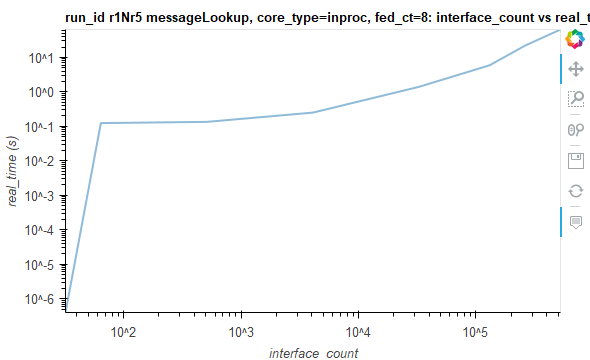 run_id r1Nr5 messageLookup, core_type=inproc, fed_ct=8: interface_count vs real_t
10^1
10^0
10^-1
10^-2
10^-3
10^-4
10^-5
10^-6
real_time (s)
10^2 10^3 10^4 10^5
interface_count